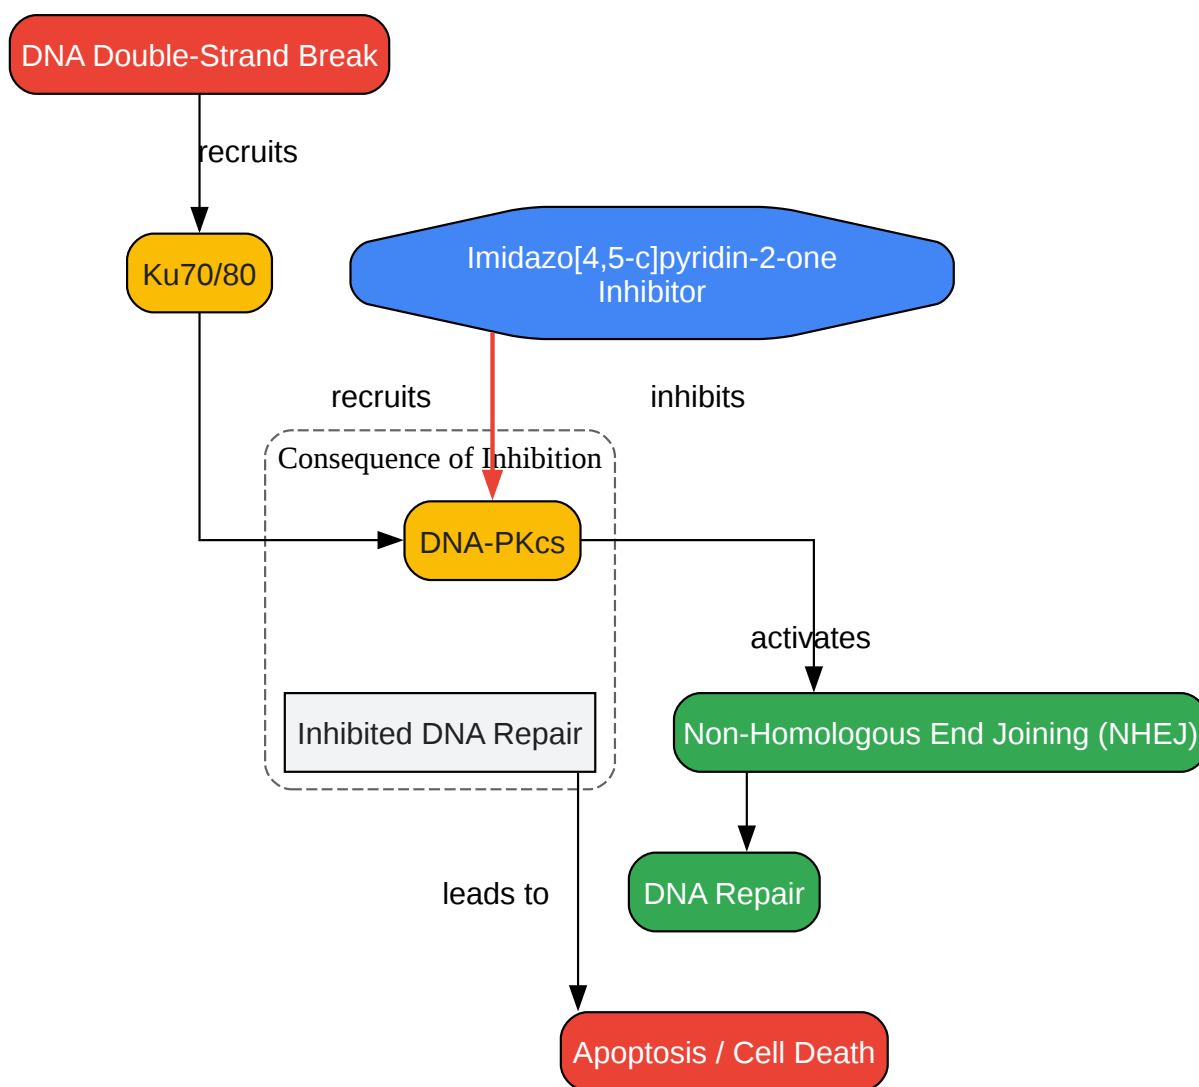 DNA Double-Strand Break
recruits
Ku70/80
Imidazo[4,5-c]pyridin-2-one
Inhibitor
recruits
inhibits
Consequence of Inhibition
DNA-PKcs
activates
Inhibited DNA Repair
Non-Homologous End Joining (NHEJ)
leads to
DNA Repair
Apoptosis / Cell Death